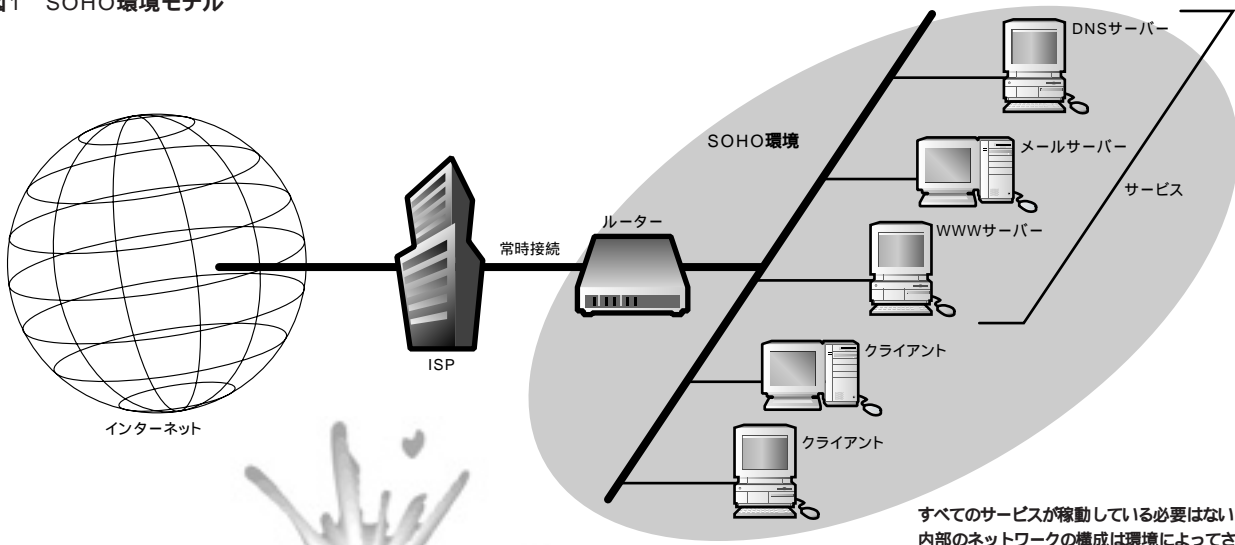 図1 SOHO環境モデル
DNSサーバー
SOHO環境
メールサーバー
サービス
ルーター
WWWサーバー
常時接続
クライアント
ISP
インターネット
クライアント
すべてのサービスが稼動している必要はない
内部のネットワークの構成は環境によってさ